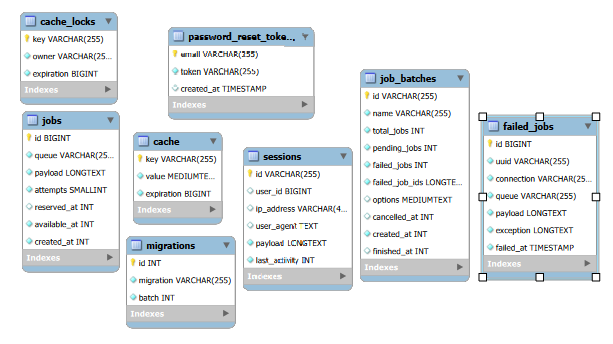 cache_locks
key VARCHAR(255)
owner VARCHAR(25...
expiration BIGINT
Indexes
password_reset_toke...
email VARCHAR(255)
token VARCHAR(255)
created_at TIMESTAMP
Indexes
job_batches
id VARCHAR(255)
name VARCHAR(255)
total_jobs INT
pending_jobs INT
failed_jobs INT
failed_job_ids LONGTE...
options MEDIUMTEXT
cancelled_at INT
created_at INT
finished_at INT
Indexes
failed_jobs
id BIGINT
uuid VARCHAR(255)
connection VARCHAR(25...
queue VARCHAR(255)
payload LONGTEXT
exception LONGTEXT
failed_at TIMESTAMP
Indexes
jobs
id BIGINT
queue VARCHAR(25...
payload LONGTEXT
attempts SMALLINT
reserved_at INT
available_at INT
created_at INT
Indexes
cache
key VARCHAR(255)
value MEDIUMTE...
expiration BIGINT
Indexes
sessions
id VARCHAR(255)
user_id BIGINT
ip_address VARCHAR(4...
user_agent TEXT
payload LONGTEXT
last_activity INT
Indexes
migrations
id INT
migration VARCHAR(255)
batch INT
Indexes